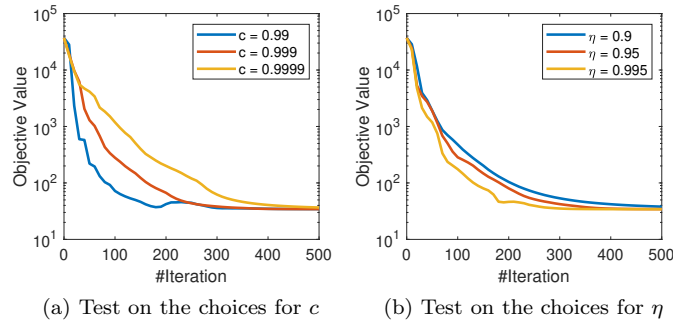 Objective Value
10^5
10^4
10^3
10^2
10^1
c = 0.99
c = 0.999
c = 0.9999
0 100 200 300 400 500
#Iteration
(a) Test on the choices for c
Objective Value
10^5
10^4
10^3
10^2
10^1
η = 0.9
η = 0.95
η = 0.995
0 100 200 300 400 500
#Iteration
(b) Test on the choices for η